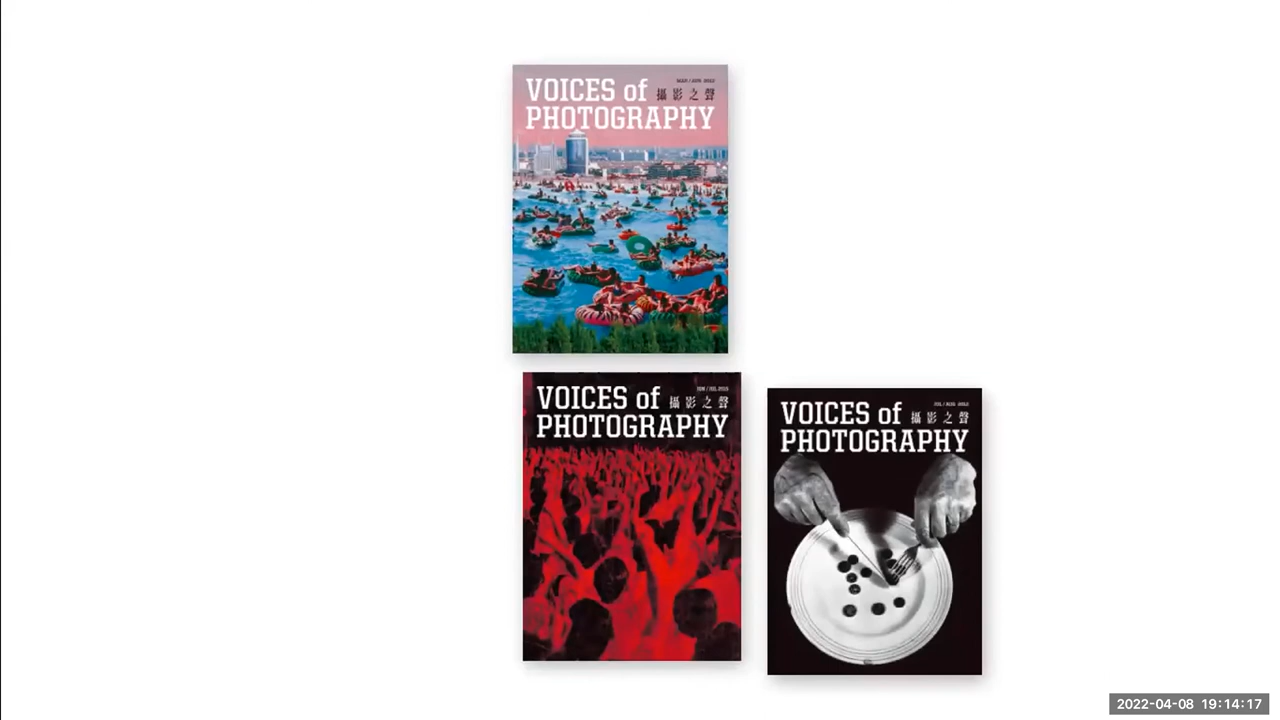 VOICES of
攝影之聲
PHOTOGRAPHY
VOICES of
攝影之聲
PHOTOGRAPHY
VOICES of
攝影之聲
PHOTOGRAPHY
2022-04-08 19:14:17